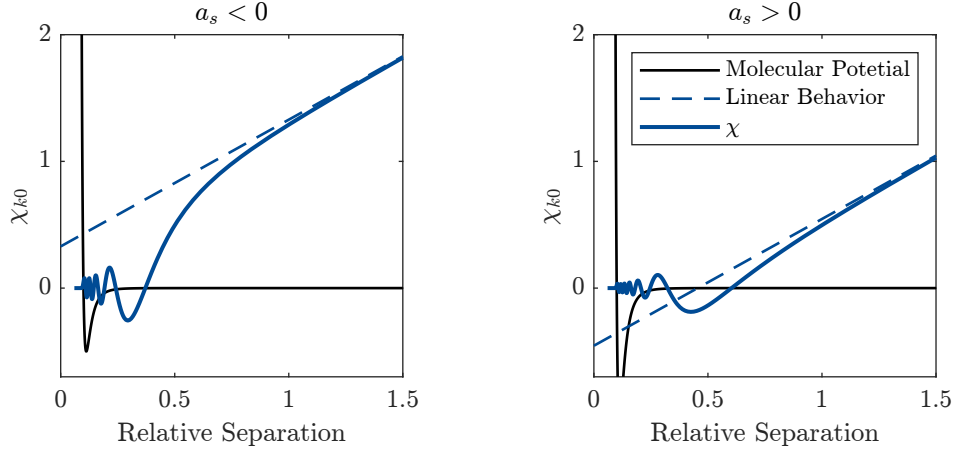 a_s < 0
2
1
0
χ_{k0}
0
0.5
1
1.5
Relative Separation
a_s > 0
2
1
0
χ_{k0}
Molecular Potetial
Linear Behavior
χ
0
0.5
1
1.5
Relative Separation